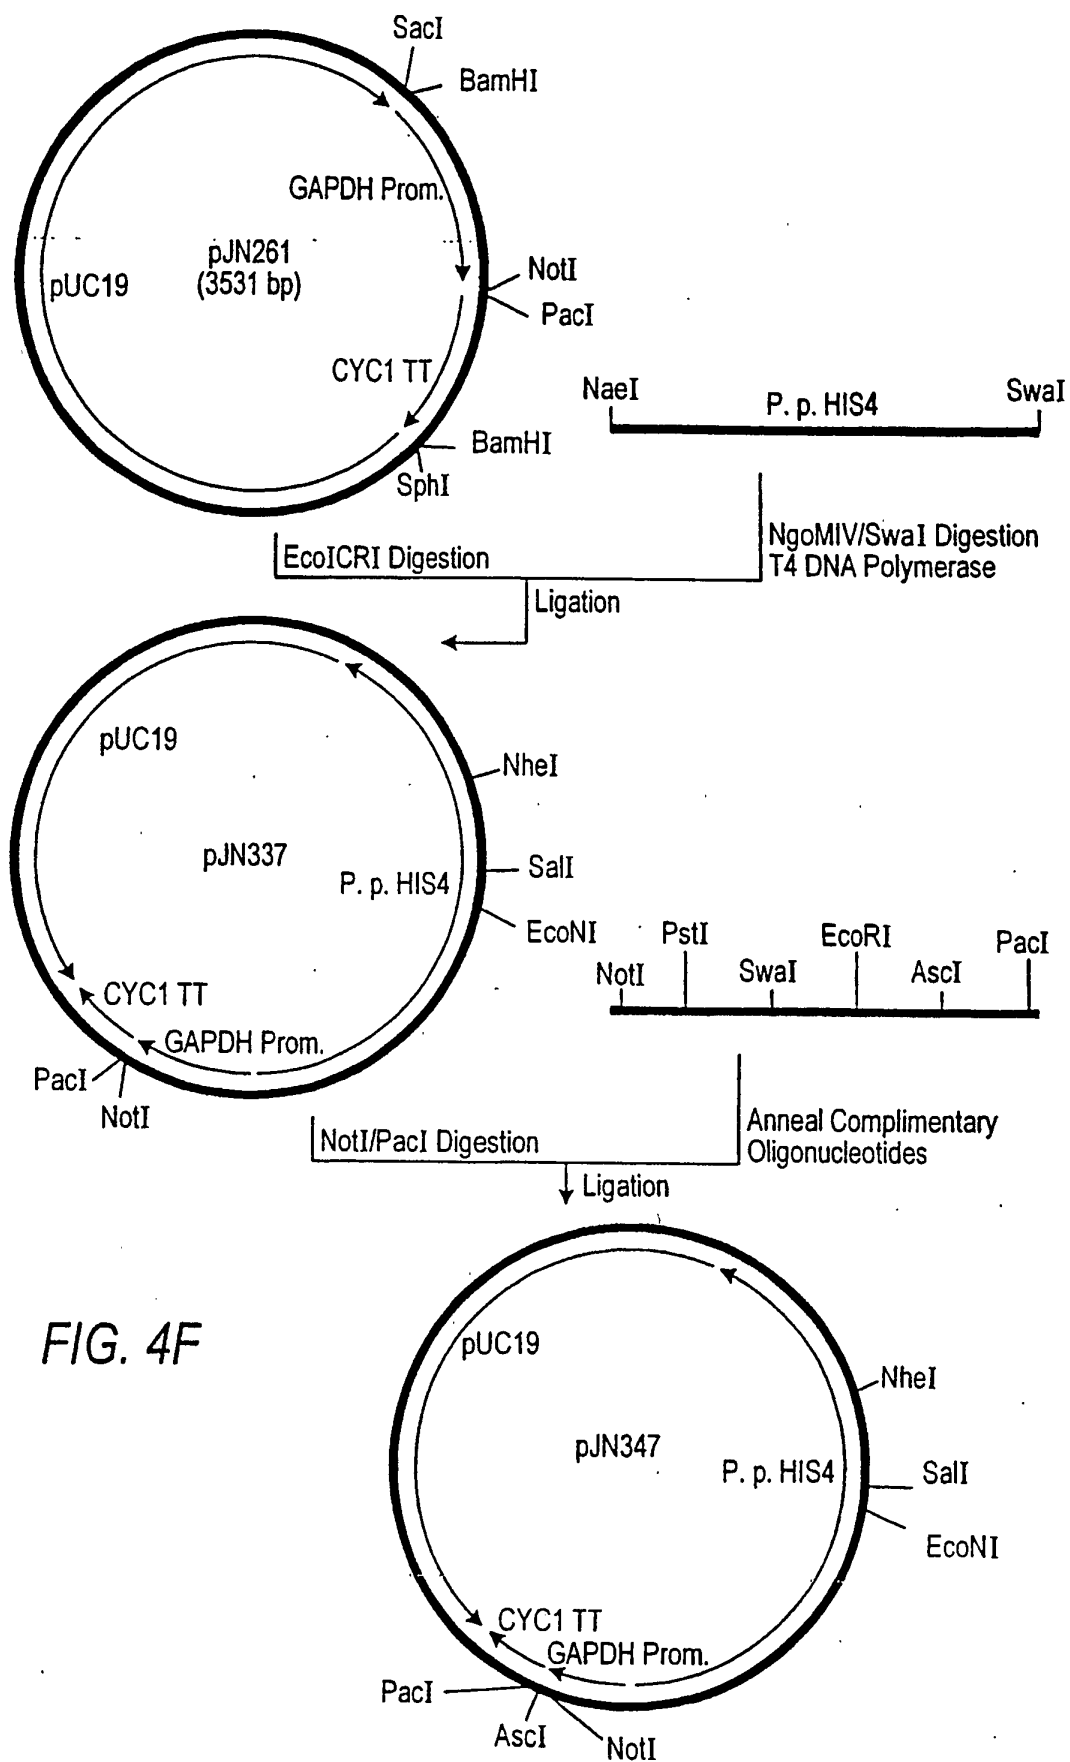 SacI
BamHI
GAPDH Prom.
pJN261
(3531 bp)
pUC19
NotI
PacI
CYC1 TT
BamHI
SphI
NaeI
P. p. HIS4
SwaI
EcoICRI Digestion
NgoMIV/SwaI Digestion
T4 DNA Polymerase
Ligation
pUC19
NheI
pJN337
P. p. HIS4
SalI
EcoNI
CYC1 TT
GAPDH Prom.
PacI
NotI
NotI
PstI
SwaI
EcoRI
AscI
PacI
NotI/PacI Digestion
Anneal Complimentary
Oligonucleotides
Ligation
FIG. 4F
pUC19
NheI
pJN347
P. p. HIS4
SalI
EcoNI
CYC1 TT
GAPDH Prom.
PacI
AscI
NotI